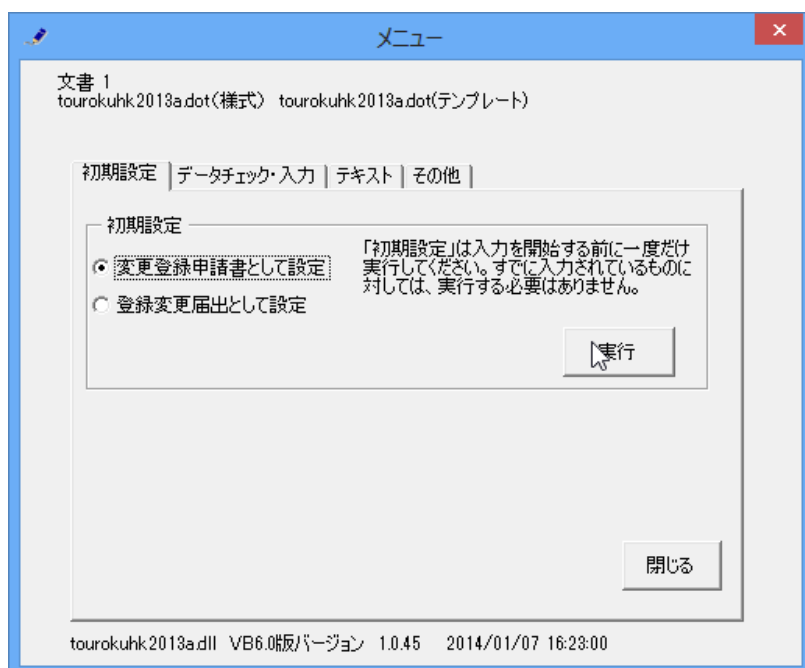 メニュー
文書 1
tourokuhk2013a.dot(様式) tourokuhk2013a.dot(テンプレート)
初期設定 データチェック・入力 テキスト その他
初期設定
変更登録申請書として設定
登録変更届出として設定
「初期設定」は入力を開始する前に一度だけ
実行してください。すでに入力されているものに
対しては、実行する必要はありません。
実行
閉じる
tourokuhk2013a.dll VB6.0版バージョン 1.0.45 2014/01/07 16:23:00